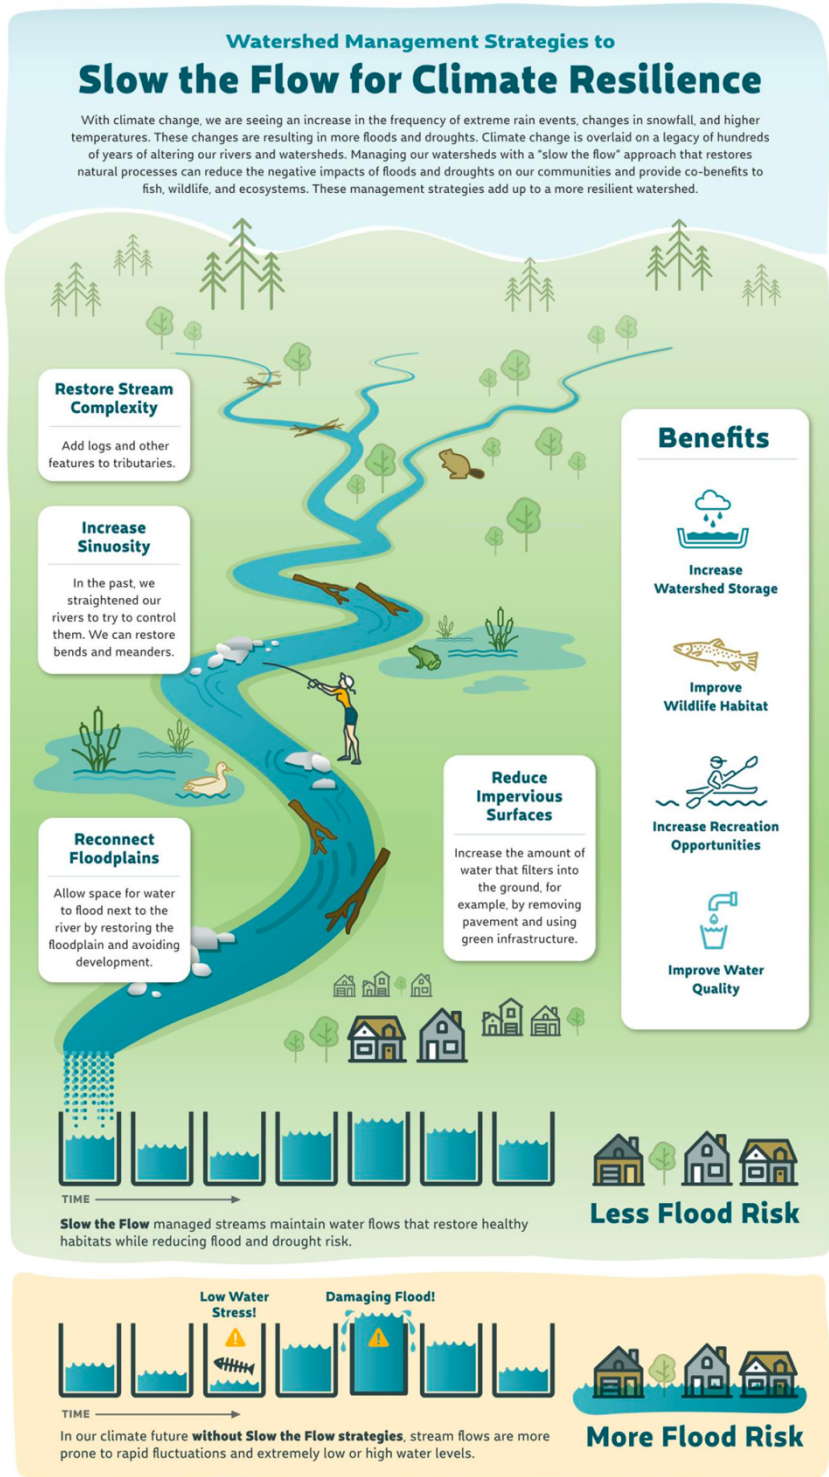 Watershed Management Strategies to
Slow the Flow for Climate Resilience
With climate change, we are seeing an increase in the frequency of extreme rain events, changes in snowfall, and higher
temperatures. These changes are resulting in more floods and droughts. Climate change is overlaid on a legacy of hundreds
of years of altering our rivers and watersheds. Managing our watersheds with a "slow the flow" approach that restores
natural processes can reduce the negative impacts of floods and droughts on our communities and provide co-benefits to
fish, wildlife, and ecosystems. These management strategies add up to a more resilient watershed.
Restore Stream
Complexity
Add logs and other
features to tributaries.
Increase
Sinuosity
In the past, we
straightened our
rivers to try to control
them. We can restore
bends and meanders.
Reconnect
Floodplains
Allow space for water
to flood next to the
river by restoring the
floodplain and avoiding
development.
Reduce
Impervious
Surfaces
Increase the amount of
water that filters into
the ground, for
example, by removing
pavement and using
green infrastructure.
Benefits
Increase
Watershed Storage
Improve
Wildlife Habitat
Increase Recreation
Opportunities
Improve Water
Quality
TIME
Slow the Flow managed streams maintain water flows that restore healthy
habitats while reducing flood and drought risk.
Less Flood Risk
Low Water
Stress!
Damaging Flood!
TIME
In our climate future without Slow the Flow strategies, stream flows are more
prone to rapid fluctuations and extremely low or high water levels.
More Flood Risk